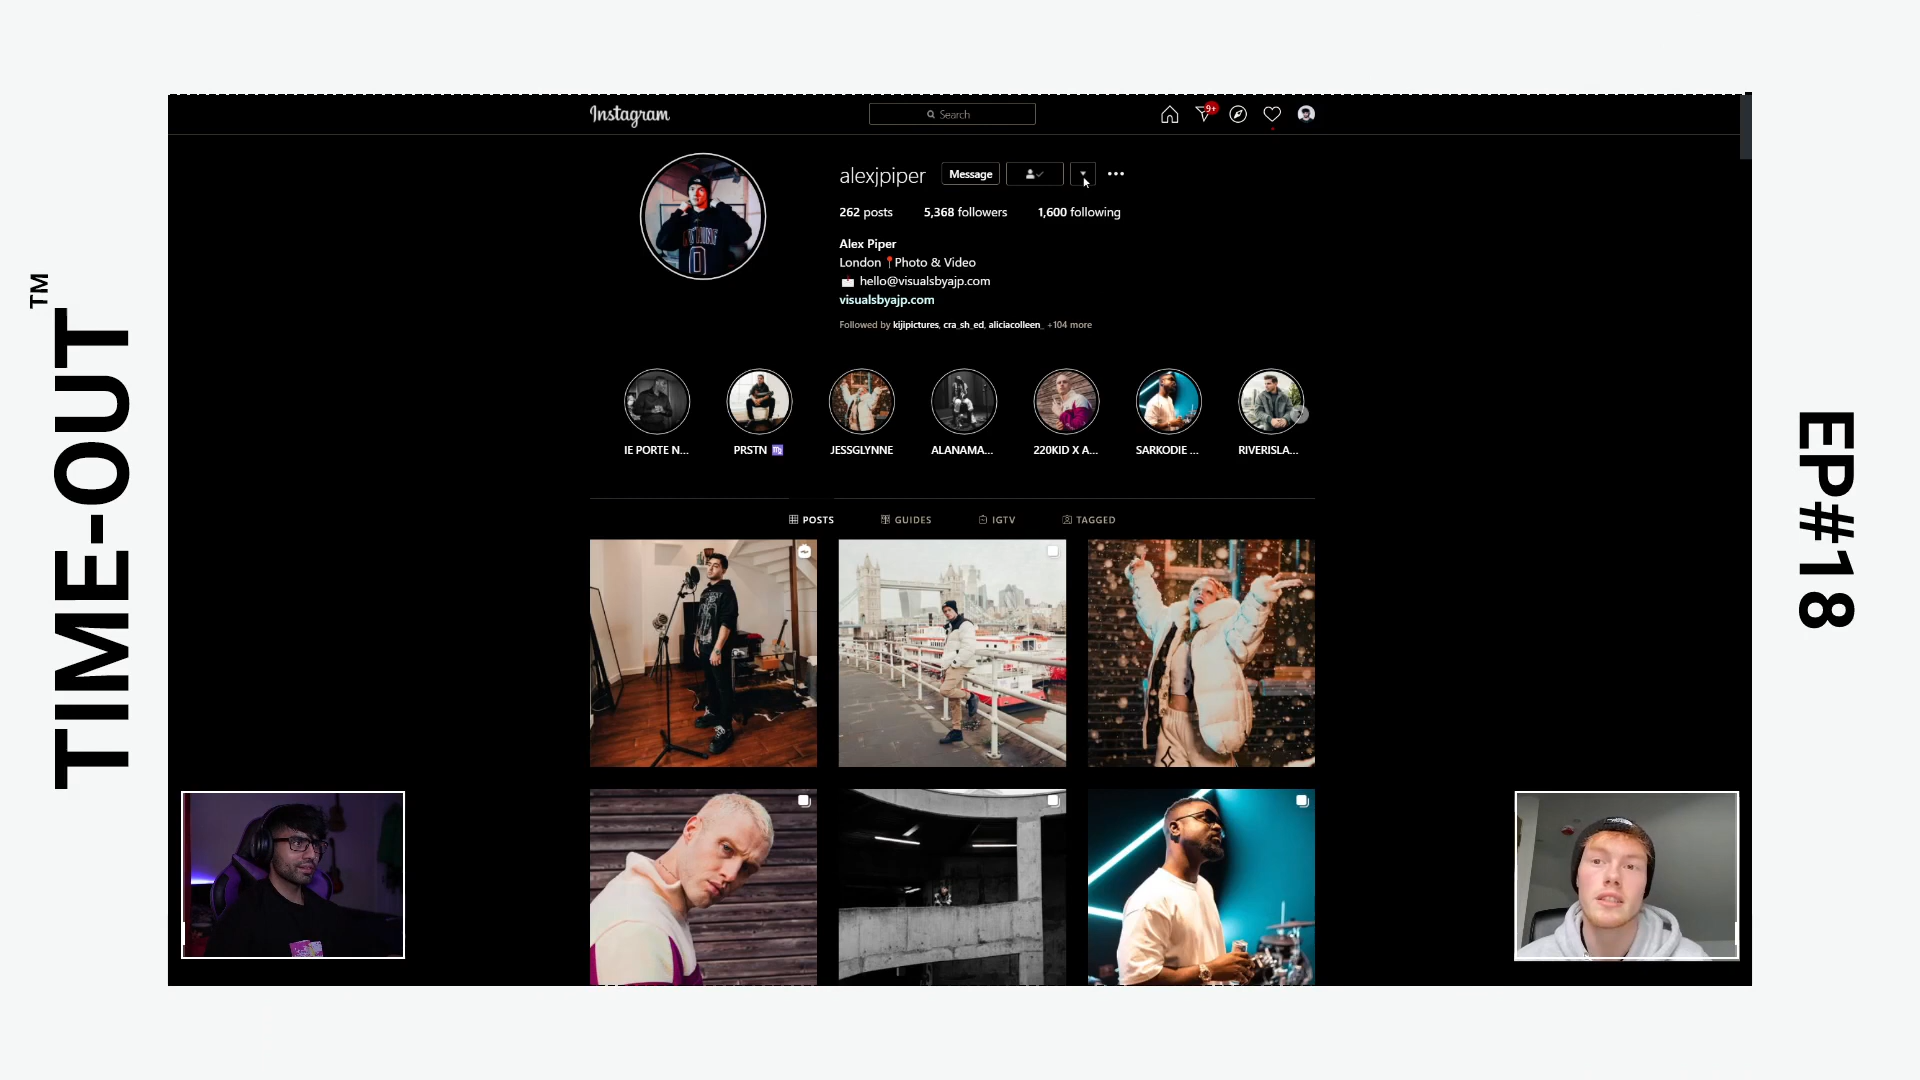 TIME-OUT™
Instagram
Search
9+
alexjpiper
Message
262 posts 5,368 followers 1,600 following
Alex Piper
London 📍Photo & Video
📩 hello@visualsbyajp.com
visualsbyajp.com
Followed by kijipictures, cra_sh_ed, aliciacolleen_ +104 more
IE PORTE N... PRSTN ♍ JESSGLYNNE ALANAMA... 220KID X A... SARKODIE ... RIVERISLA...
POSTS GUIDES IGTV TAGGED
EP#18